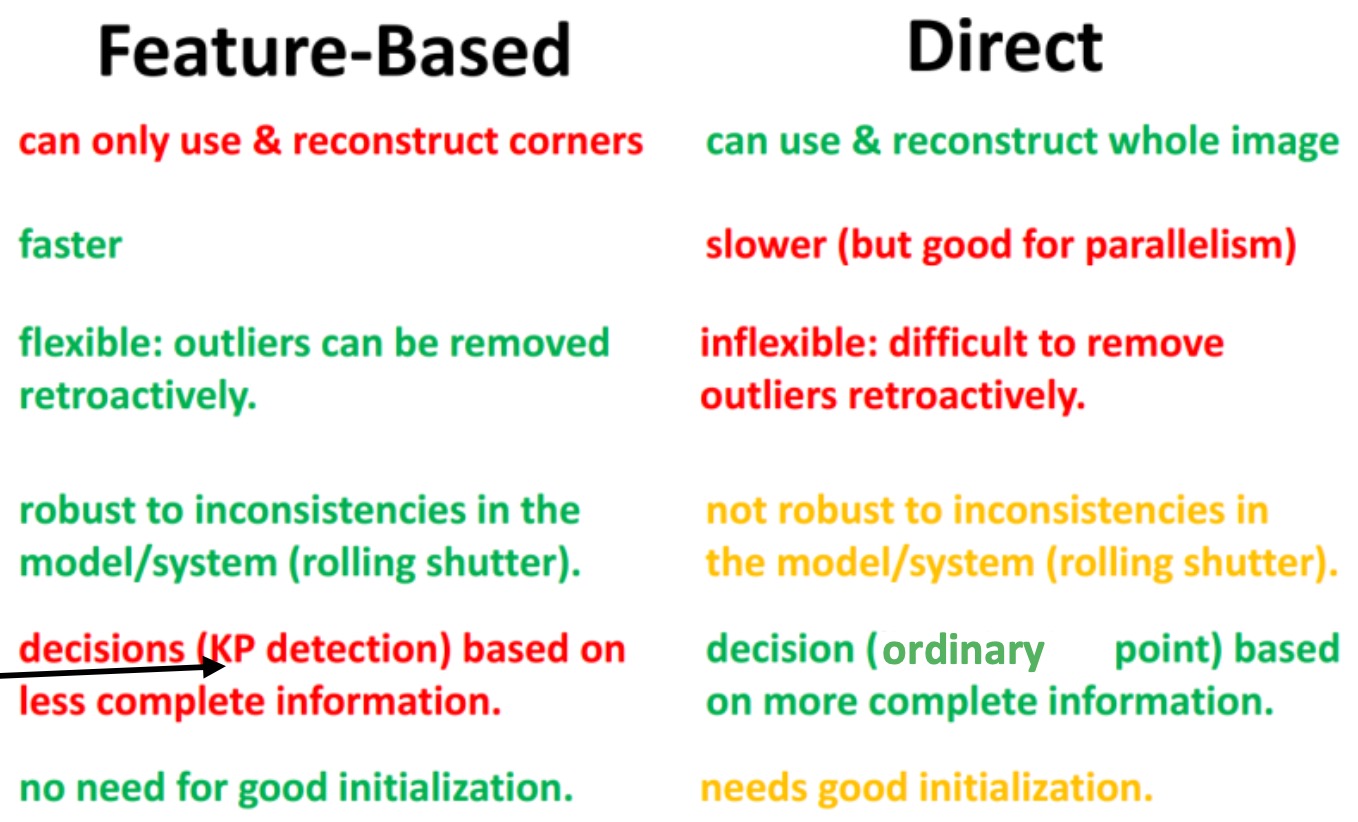 Feature-Based
Direct
can only use & reconstruct corners
can use & reconstruct whole image
faster
slower (but good for parallelism)
flexible: outliers can be removed
retroactively.
inflexible: difficult to remove
outliers retroactively.
robust to inconsistencies in the
model/system (rolling shutter).
not robust to inconsistencies in
the model/system (rolling shutter).
decisions (KP detection) based on
less complete information.
decision (ordinary point) based
on more complete information.
no need for good initialization.
needs good initialization.